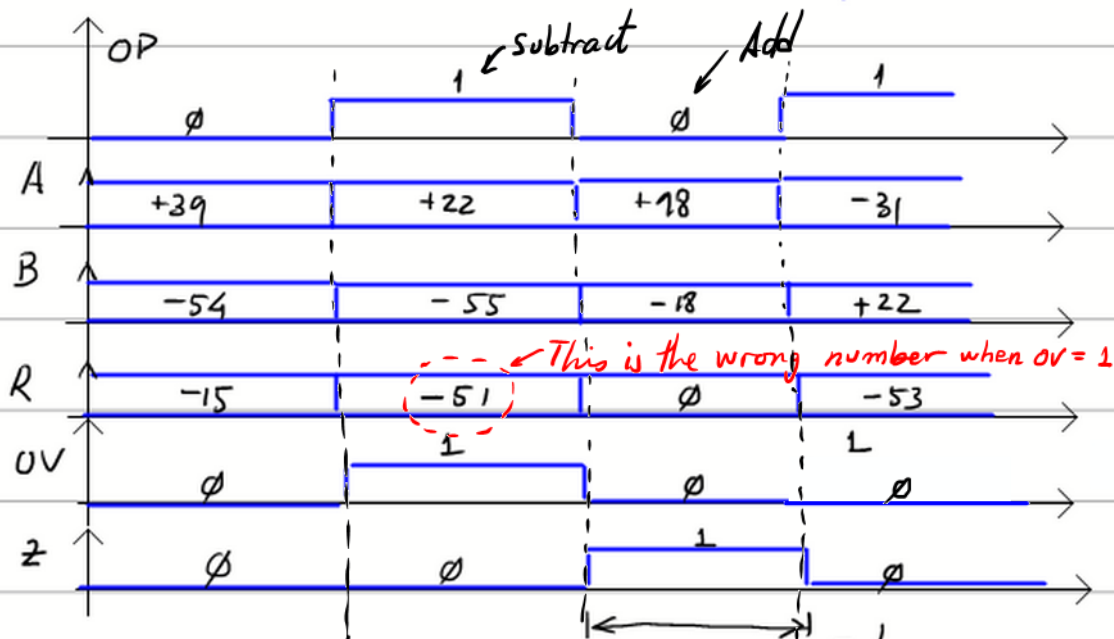 OP
Subtract
Add
Ø 1 Ø 1
A +39 +22 +18 -31
B -54 -55 -18 +22
This is the wrong number when ov = 1
R -15 -51 Ø -53
OV Ø 1 Ø Ø 1
Z Ø Ø 1 Ø